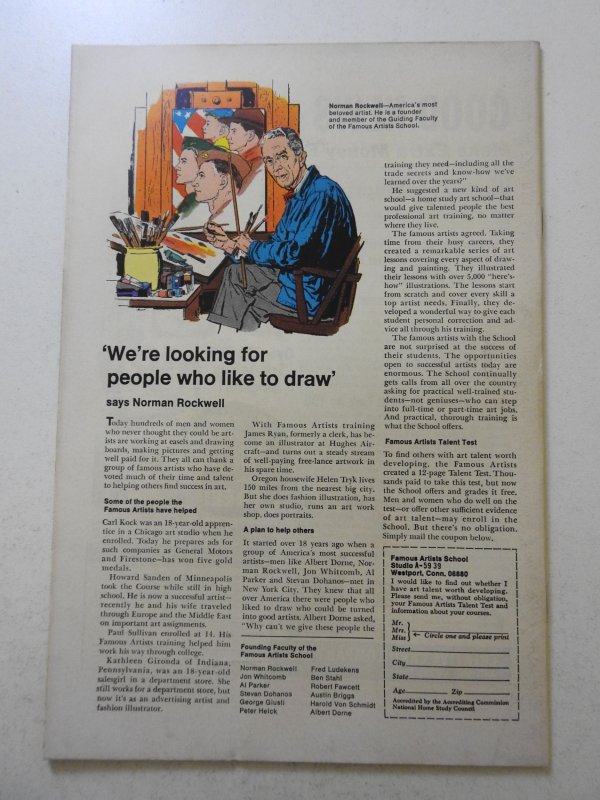 Norman Rockwell—America's most
beloved artist. He is a founder
and member of the Guiding Faculty
of the Famous Artists School.
'We're looking for
people who like to draw'
says Norman Rockwell
Today hundreds of men and women
who never thought they could be art-
ists are working at easels and drawing
boards, making pictures and getting
well paid for it. They all can thank a
group of famous artists who have de-
voted much of their time and talent
to helping others find success in art.
Some of the people the
Famous Artists have helped
Carl Kock was an 18-year-old appren-
tice in a Chicago art studio when he
enrolled. Today he prepares ads for
such companies as General Motors
and Firestone—has won five gold
medals.
Howard Sanden of Minneapolis
took the Course while still in high
school. He is now a successful artist—
recently he and his wife traveled
through Europe and the Middle East
on important art assignments.
Paul Sullivan enrolled at 14. His
Famous Artists training helped him
work his way through college.
Kathleen Gironda of Indiana,
Pennsylvania, was an 18-year-old
salesgirl in a department store. She
still works for a department store, but
now it's as an advertising artist and
fashion illustrator.
With Famous Artists training
James Ryan, formerly a clerk, has be-
come an illustrator at Hughes Air-
craft—and turns out a steady stream
of well-paying free-lance artwork in
his spare time.
Oregon housewife Helen Tryk lives
150 miles from the nearest big city.
But she does fashion illustration, has
her own studio, runs an art work
shop, does portraits.
A plan to help others
It started over 18 years ago when a
group of America's most successful
artists—men like Albert Dorne, Nor-
man Rockwell, Jon Whitcomb, Al
Parker and Stevan Dohanos—met in
New York City. They knew that all
over America there were people who
liked to draw who could be turned
into good artists. Albert Dorne asked,
"Why can't we give these people the
Founding Faculty of the
Famous Artists School
Norman Rockwell
Jon Whitcomb
Al Parker
Stevan Dohanos
George Giusti
Peter Helck
Fred Ludekens
Ben Stahl
Robert Fawcett
Austin Briggs
Harold Von Schmidt
Albert Dorne
training they need—including all the
trade secrets and know-how we've
learned over the years?"
He suggested a new kind of art
school—a home study art school—that
would give talented people the best
professional art training, no matter
where they live.
The famous artists agreed. Taking
time from their busy careers, they
created a remarkable series of art
lessons covering every aspect of draw-
ing and painting. They illustrated
their lessons with over 5,000 "here's-
how" illustrations. The lessons start
from scratch and cover every skill a
top artist needs. Finally, they de-
veloped a wonderful way to give each
student personal correction and ad-
vice all through his training.
The famous artists with the School
are not surprised at the success of
their students. The opportunities
open to successful artists today are
enormous. The School continually
gets calls from all over the country
asking for practical well-trained stu-
dents—not geniuses—who can step
into full-time or part-time art jobs.
And practical, thorough training is
what the School offers.
Famous Artists Talent Test
To find others with art talent worth
developing, the Famous Artists
created a 12-page Talent Test. Thou-
sands paid to take this test, but now
the School offers and grades it free.
Men and women who do well on the
test—or offer other sufficient evidence
of art talent—may enroll in the
School. But there's no obligation.
Simply mail the coupon below.
Famous Artists School
Studio A-5939
Westport, Conn. 06880
I would like to find out whether I
have art talent worth developing.
Please send me, without obligation,
your Famous Artists Talent Test and
information about your courses.
Mr.
Mrs.
Miss ← Circle one and please print
Street
City
State
Age Zip
Accredited by the Accrediting Commission
National Home Study Council